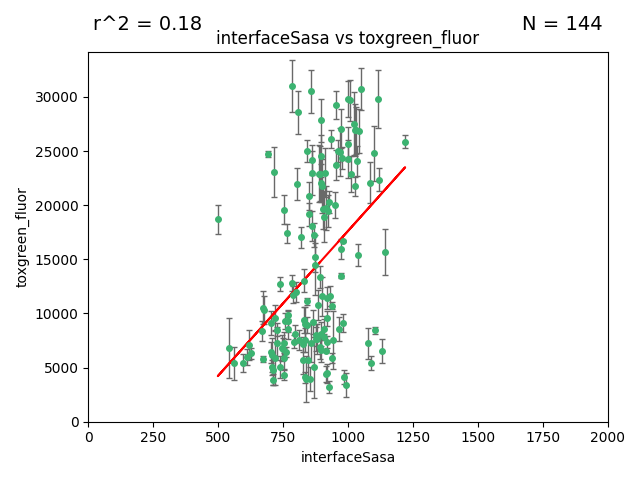 r^2 = 0.18
N = 144
interfaceSasa vs toxgreen_fluor
toxgreen_fluor
30000
25000
20000
15000
10000
5000
0
0 250 500 750 1000 1250 1500 1750 2000
interfaceSasa